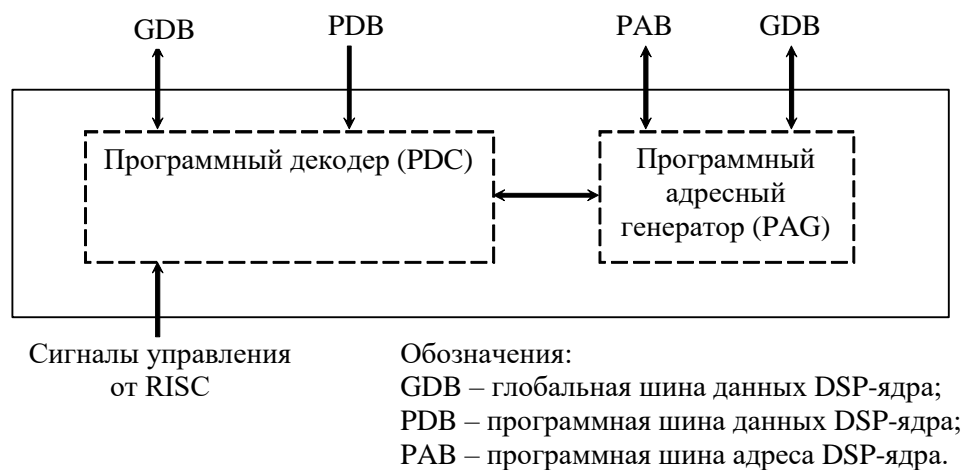 GDB PDB PAB GDB
Программный декодер (PDC)
Программный
адресный
генератор (PAG)
Сигналы управления
от RISC
Обозначения:
GDB – глобальная шина данных DSP-ядра;
PDB – программная шина данных DSP-ядра;
PAB – программная шина адреса DSP-ядра.